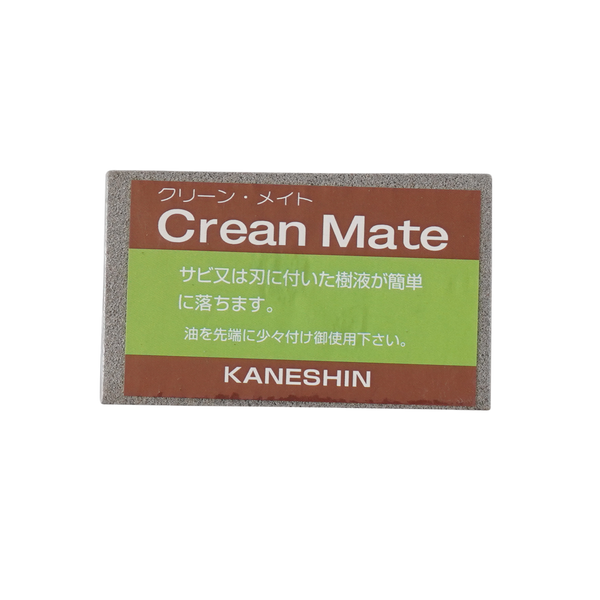 クリーン・メイト
Crean Mate
サビ又は刃に付いた樹液が簡単
に落ちます。
油を先端に少々付け御使用下さい。
KANESHIN